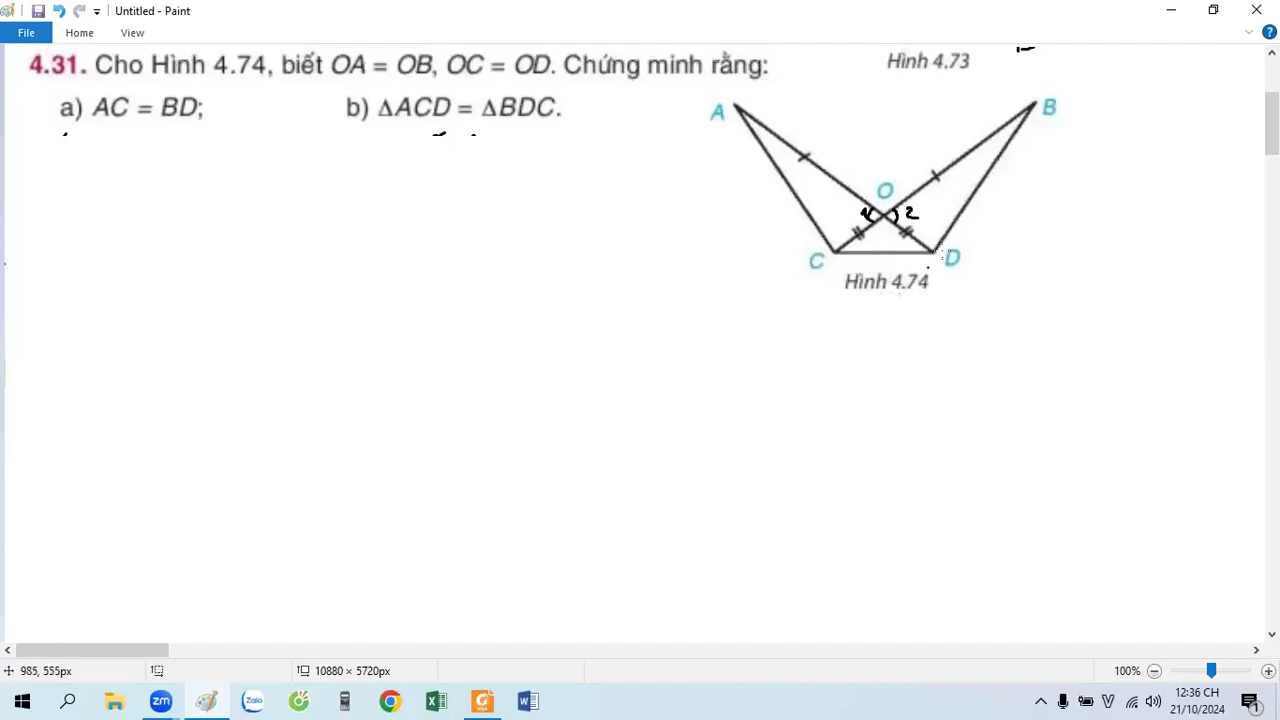 Untitled - Paint
File Home View
4.31. Cho Hình 4.74, biết OA = OB, OC = OD. Chứng minh rằng:
a) AC = BD; b) ΔACD = ΔBDC.
Hình 4.73
A B
O
2
C D
Hình 4.74
985, 555px
10880 × 5720px
100%
zm
Zalo
12:36 CH
21/10/2024